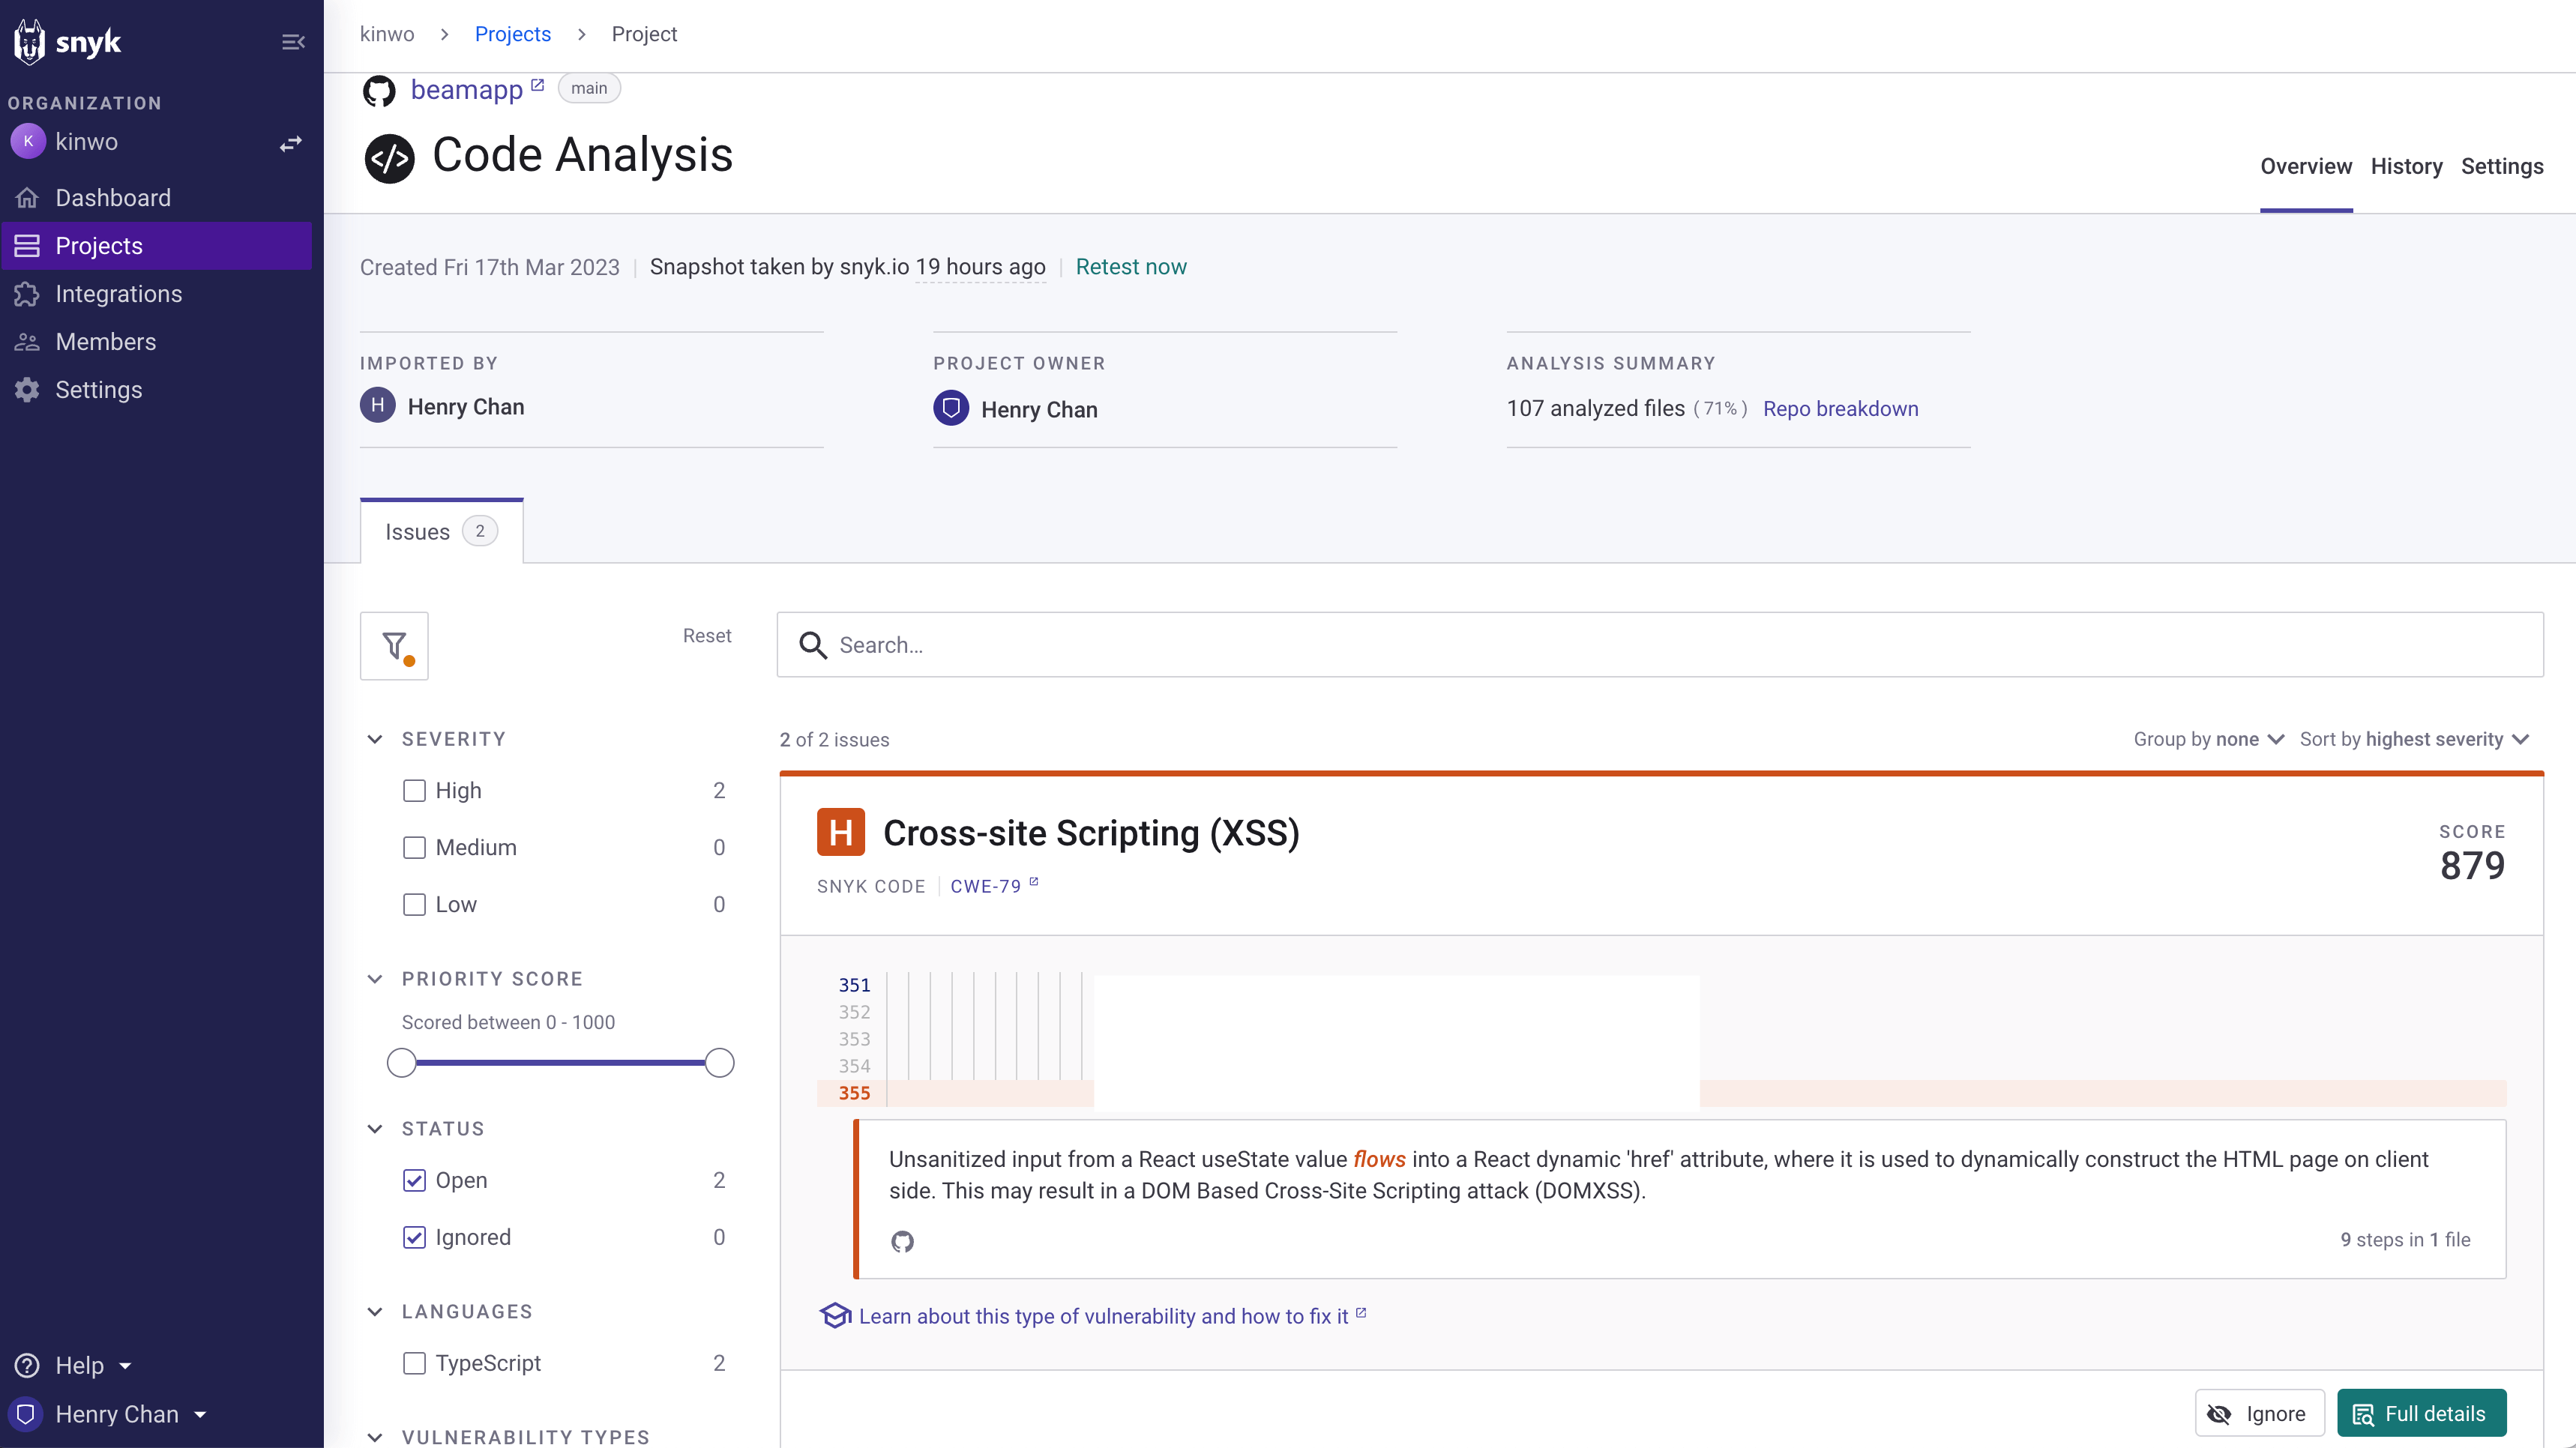 snyk
ORGANIZATION
K kinwo
Dashboard
Projects
Integrations
Members
Settings
Help
Henry Chan
kinwo > Projects > Project
beamapp main
</> Code Analysis
Overview History Settings
Created Fri 17th Mar 2023 | Snapshot taken by snyk.io 19 hours ago | Retest now
IMPORTED BY
H Henry Chan
PROJECT OWNER
Henry Chan
ANALYSIS SUMMARY
107 analyzed files (71%) Repo breakdown
Issues 2
Reset
SEVERITY
High 2
Medium 0
Low 0
PRIORITY SCORE
Scored between 0 - 1000
STATUS
Open 2
Ignored 0
LANGUAGES
TypeScript 2
VULNERABILITY TYPES
Search...
2 of 2 issues
Group by none Sort by highest severity
H Cross-site Scripting (XSS)
SNYK CODE | CWE-79
SCORE
879
351
352
353
354
355
Unsanitized input from a React useState value flows into a React dynamic 'href' attribute, where it is used to dynamically construct the HTML page on client
side. This may result in a DOM Based Cross-Site Scripting attack (DOMXSS).
9 steps in 1 file
Learn about this type of vulnerability and how to fix it
Ignore Full details